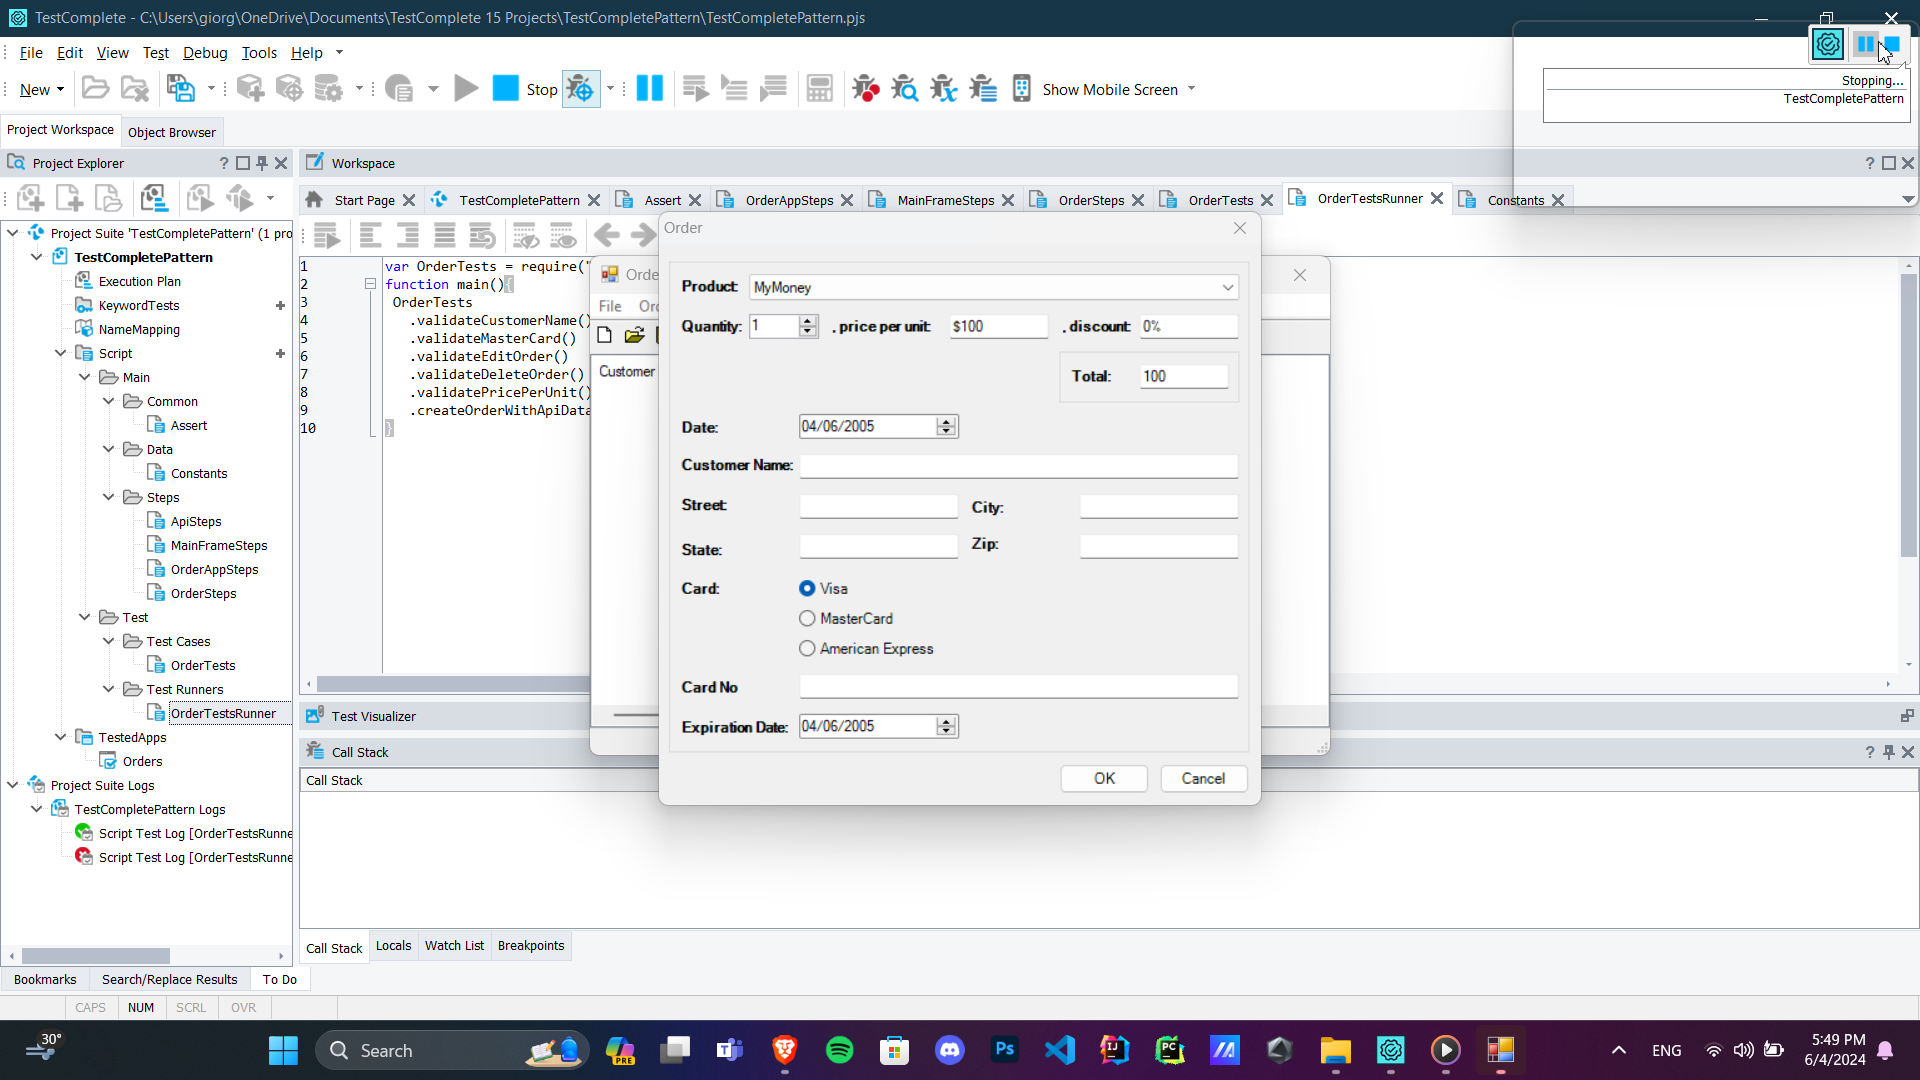 TestComplete - C:\Users\giorg\OneDrive\Documents\TestComplete 15 Projects\TestCompletePattern\TestCompletePattern.pjs
File Edit View Test Debug Tools Help
New Stop Show Mobile Screen
Stopping...
TestCompletePattern
Project Workspace Object Browser
Project Explorer
Workspace
Start Page TestCompletePattern Assert OrderAppSteps MainFrameSteps OrderSteps OrderTests OrderTestsRunner Constants
Project Suite 'TestCompletePattern' (1 pro
TestCompletePattern
Execution Plan
KeywordTests
NameMapping
Script
Main
Common
Assert
Data
Constants
Steps
ApiSteps
MainFrameSteps
OrderAppSteps
OrderSteps
Test
Test Cases
OrderTests
Test Runners
OrderTestsRunner
TestedApps
Orders
Project Suite Logs
TestCompletePattern Logs
Script Test Log [OrderTestsRunne
Script Test Log [OrderTestsRunne
1 var OrderTests = require("
2 function main(){
3 OrderTests
4 .validateCustomerName()
5 .validateMasterCard()
6 .validateEditOrder()
7 .validateDeleteOrder()
8 .validatePricePerUnit()
9 .createOrderWithApiData
10 }
Orde
File Or
Customer
Order
Product: MyMoney
Quantity: 1 , price per unit: $100 , discount: 0%
Total: 100
Date: 04/06/2005
Customer Name:
Street: City:
State: Zip:
Card: Visa
MasterCard
American Express
Card No
Expiration Date: 04/06/2005
OK Cancel
Test Visualizer
Call Stack
Call Stack
Call Stack Locals Watch List Breakpoints
Bookmarks Search/Replace Results To Do
CAPS NUM SCRL OVR
30°
Search
PRE
Ps
ENG
5:49 PM
6/4/2024